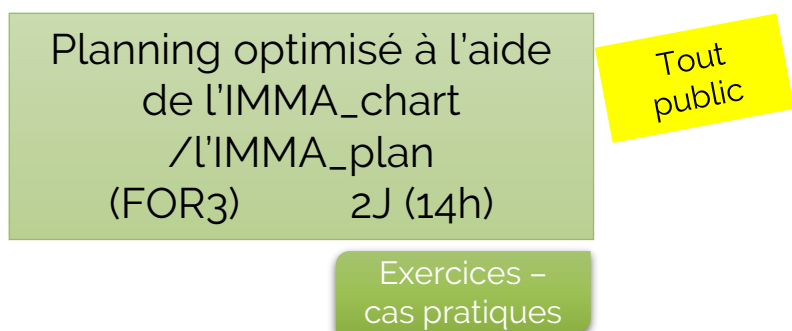 Planning optimisé à l'aide
de l'IMMA_chart
/l'IMMA_plan
(FOR3) 2J (14h)
Tout
public
Exercices –
cas pratiques